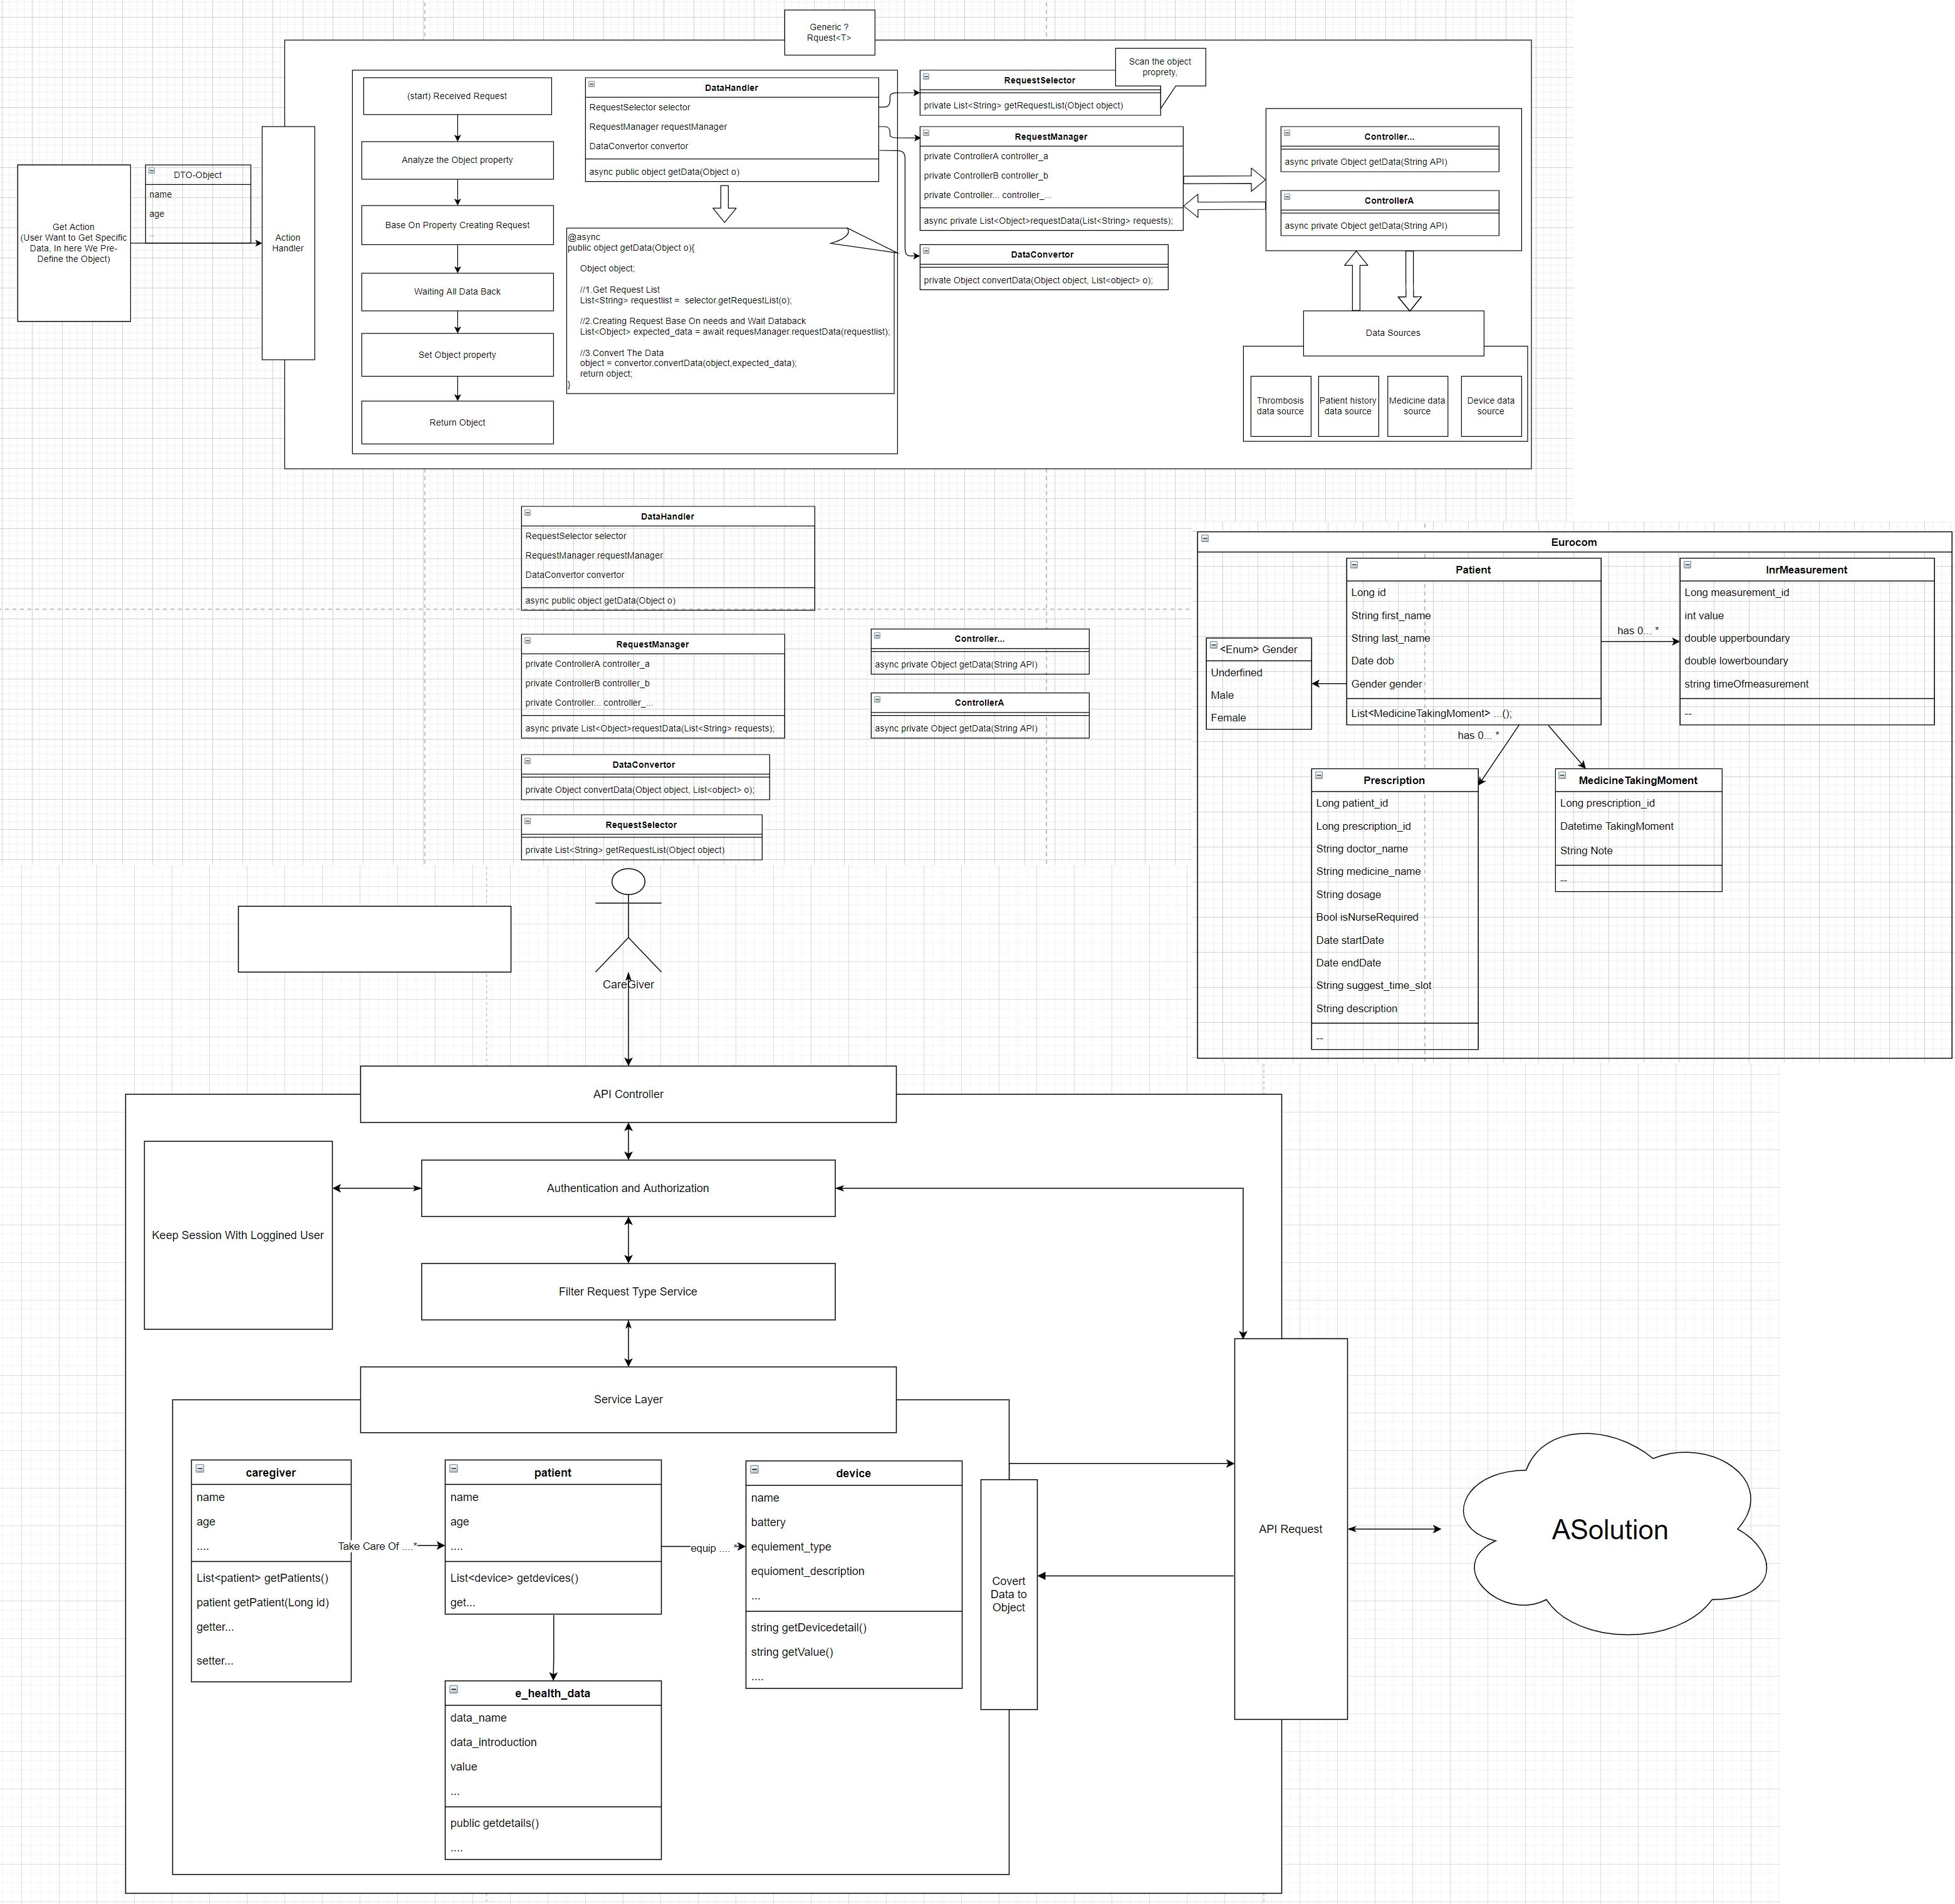 Generic ?
Rquest<T>
Get Action
(User Want to Get Specific
Data, In here We Pre-
Define the Object)
DTO-Object
name
age
..
Action
Handler
(start) Received Request
Analyze the Object property
Base On Property Creating Request
Waiting All Data Back
Set Object property
Return Object
DataHandler
RequestSelector selector
RequestManager requestManager
DataConvertor convertor
async public object getData(Object o)
@async
public object getData(Object o){
Object object;
//1.Get Request List
List<String> requestlist =  selector.getRequestList(o);
//2.Creating Request Base On needs and Wait Databack
List<Object> expected_data = await requesManager.requestData(requestlist);
//3.Convert The Data
object = convertor.convertData(object,expected_data);
return object;
}
RequestSelector
private List<String> getRequestList(Object object)
Scan the object
proprety,
RequestManager
private ControllerA controller_a
private ControllerB controller_b
private Controller... controller_...
async private List<Object>requestData(List<String> requests);
DataConvertor
private Object convertData(Object object, List<object> o);
Controller...
async private Object getData(String API)
ControllerA
async private Object getData(String API)
Data Sources
Thrombosis
data source
Patient history
data source
Medicine data
source
Device data
source
DataHandler
RequestSelector selector
RequestManager requestManager
DataConvertor convertor
async public object getData(Object o)
RequestManager
private ControllerA controller_a
private ControllerB controller_b
private Controller... controller_...
async private List<Object>requestData(List<String> requests);
DataConvertor
private Object convertData(Object object, List<object> o);
RequestSelector
private List<String> getRequestList(Object object)
Controller...
async private Object getData(String API)
ControllerA
async private Object getData(String API)
Eurocom
Patient
Long id
String first_name
String last_name
Date dob
Gender gender
List<MedicineTakingMoment> ...();
<Enum> Gender
Underfined
Male
Female
has 0... *
InrMeasurement
Long measurement_id
int value
double upperboundary
double lowerboundary
string timeOfmeasurement
--
has 0... *
Prescription
Long patient_id
Long prescription_id
String doctor_name
String medicine_name
String dosage
Bool isNurseRequired
Date startDate
Date endDate
String suggest_time_slot
String description
--
MedicineTakingMoment
Long prescription_id
Datetime TakingMoment
String Note
--
CareGiver
API Controller
Keep Session With Loggined User
Authentication and Authorization
Filter Request Type Service
Service Layer
caregiver
name
age
....
List<patient> getPatients()
patient getPatient(Long id)
getter...
setter...
Take Care Of ....*
patient
name
age
....
List<device> getdevices()
get...
equip .... *
device
name
battery
equiement_type
equioment_description
...
string getDevicedetail()
string getValue()
....
e_health_data
data_name
data_introduction
value
...
public getdetails()
....
Covert
Data to
Object
API Request
ASolution